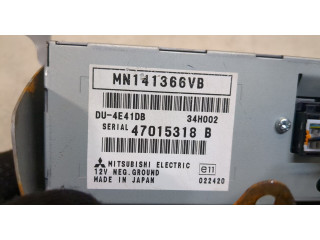 MN141366VB
DU-4E41DB 34H002
SERIAL 47015318 B
MITSUBISHI ELECTRIC
12V NEG.GROUND
MADE IN JAPAN
e11
022420